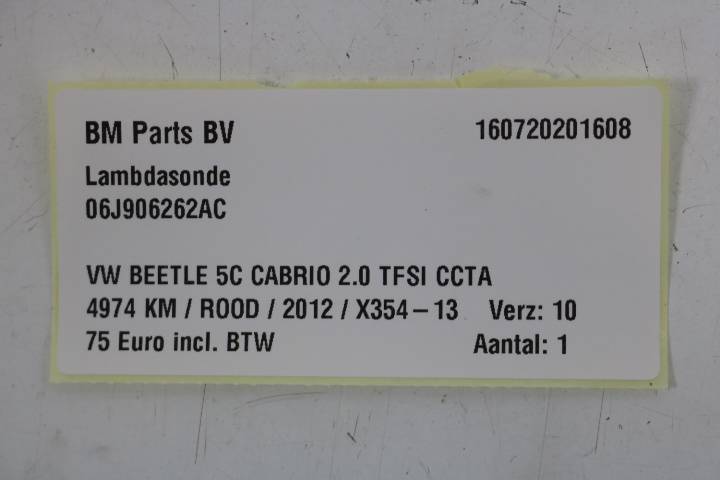 BM Parts BV 160720201608
Lambdasonde
06J906262AC
VW BEETLE 5C CABRIO 2.0 TFSI CCTA
4974 KM / ROOD / 2012 / X354-13 Verz: 10
75 Euro incl. BTW Aantal: 1